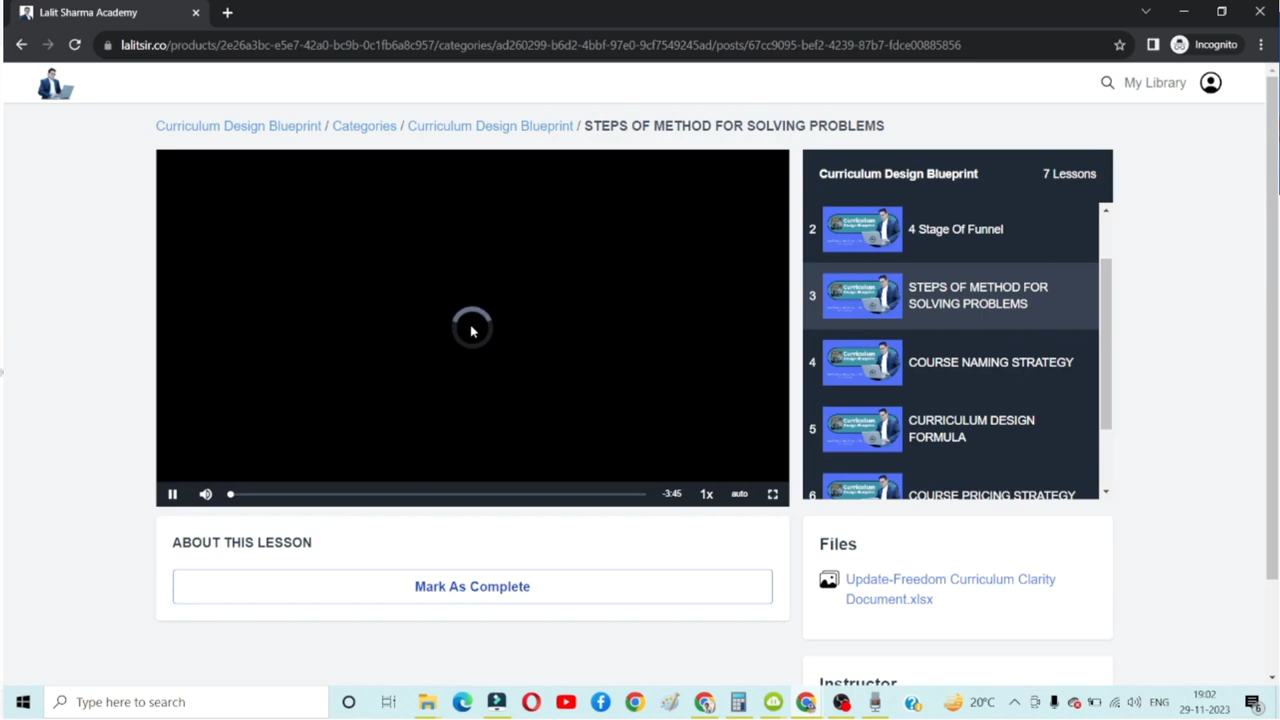 Lalit Sharma Academy
lalitsir.co/products/2e26a3bc-e5e7-42a0-bc9b-0c1fb6a8c957/categories/ad260299-b6d2-4bbf-97e0-9cf7549245ad/posts/67cc9095-bef2-4239-87b7-fdce00885856
Incognito
My Library
Curriculum Design Blueprint / Categories / Curriculum Design Blueprint / STEPS OF METHOD FOR SOLVING PROBLEMS
Curriculum Design Blueprint 7 Lessons
2 4 Stage Of Funnel
3 STEPS OF METHOD FOR
SOLVING PROBLEMS
4 COURSE NAMING STRATEGY
5 CURRICULUM DESIGN
FORMULA
6 COURSE PRICING STRATEGY
-3:45 1x auto
ABOUT THIS LESSON
Mark As Complete
Files
Update-Freedom Curriculum Clarity
Document.xlsx
Instructor
Type here to search
20°C
ENG
19:02
29-11-2023
6